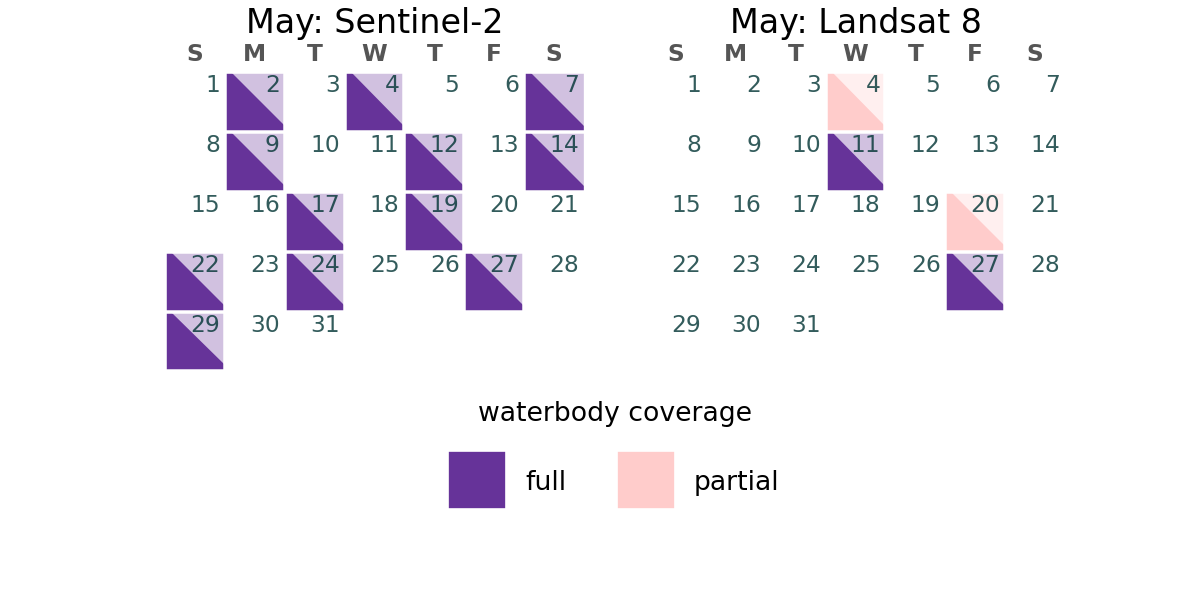 May: Sentinel-2
S M T W T F S
1 2 3 4 5 6 7
8 9 10 11 12 13 14
15 16 17 18 19 20 21
22 23 24 25 26 27 28
29 30 31
May: Landsat 8
S M T W T F S
1 2 3 4 5 6 7
8 9 10 11 12 13 14
15 16 17 18 19 20 21
22 23 24 25 26 27 28
29 30 31
waterbody coverage
full
partial